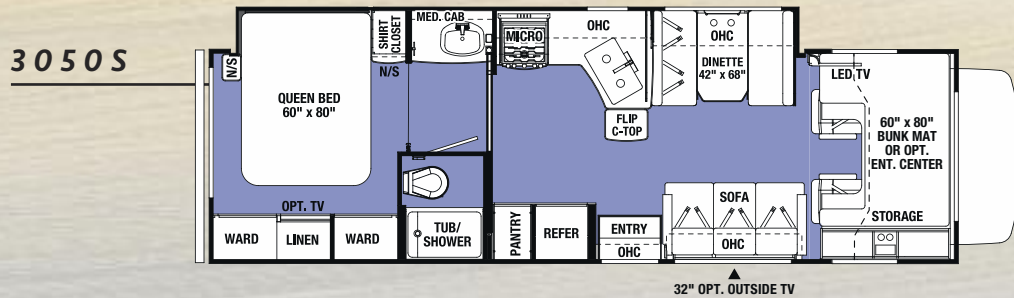 3050S
N/S
SHIRT
CLOSET
MED. CAB
N/S
QUEEN BED
60" x 80"
OPT. TV
WARD
LINEN
WARD
TUB/
SHOWER
MICRO
OHC
FLIP
C-TOP
OHC
DINETTE
42" x 68"
PANTRY
REFER
ENTRY
OHC
SOFA
OHC
32" OPT. OUTSIDE TV
LED TV
60" x 80"
BUNK MAT
OR OPT.
ENT. CENTER
STORAGE